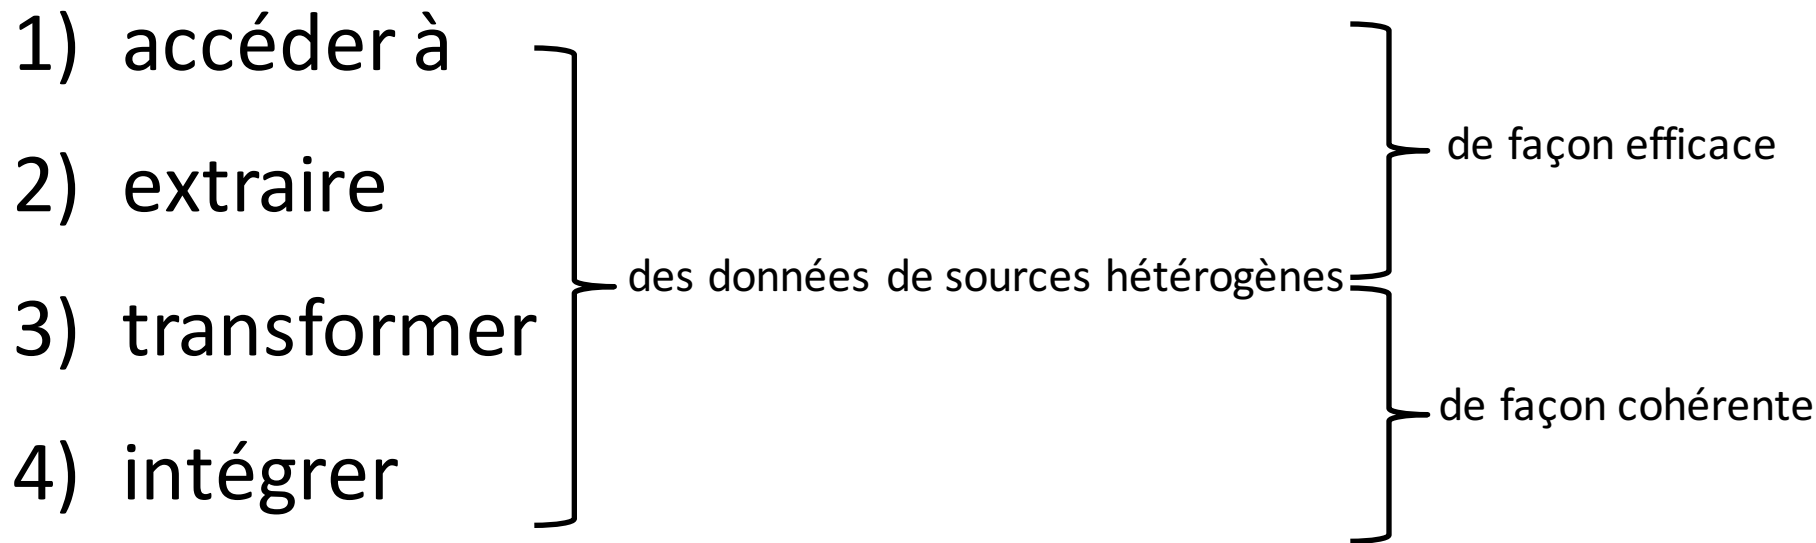 1) accéder à
2) extraire
3) transformer
4) intégrer
des données de sources hétérogènes
de façon efficace
de façon cohérente